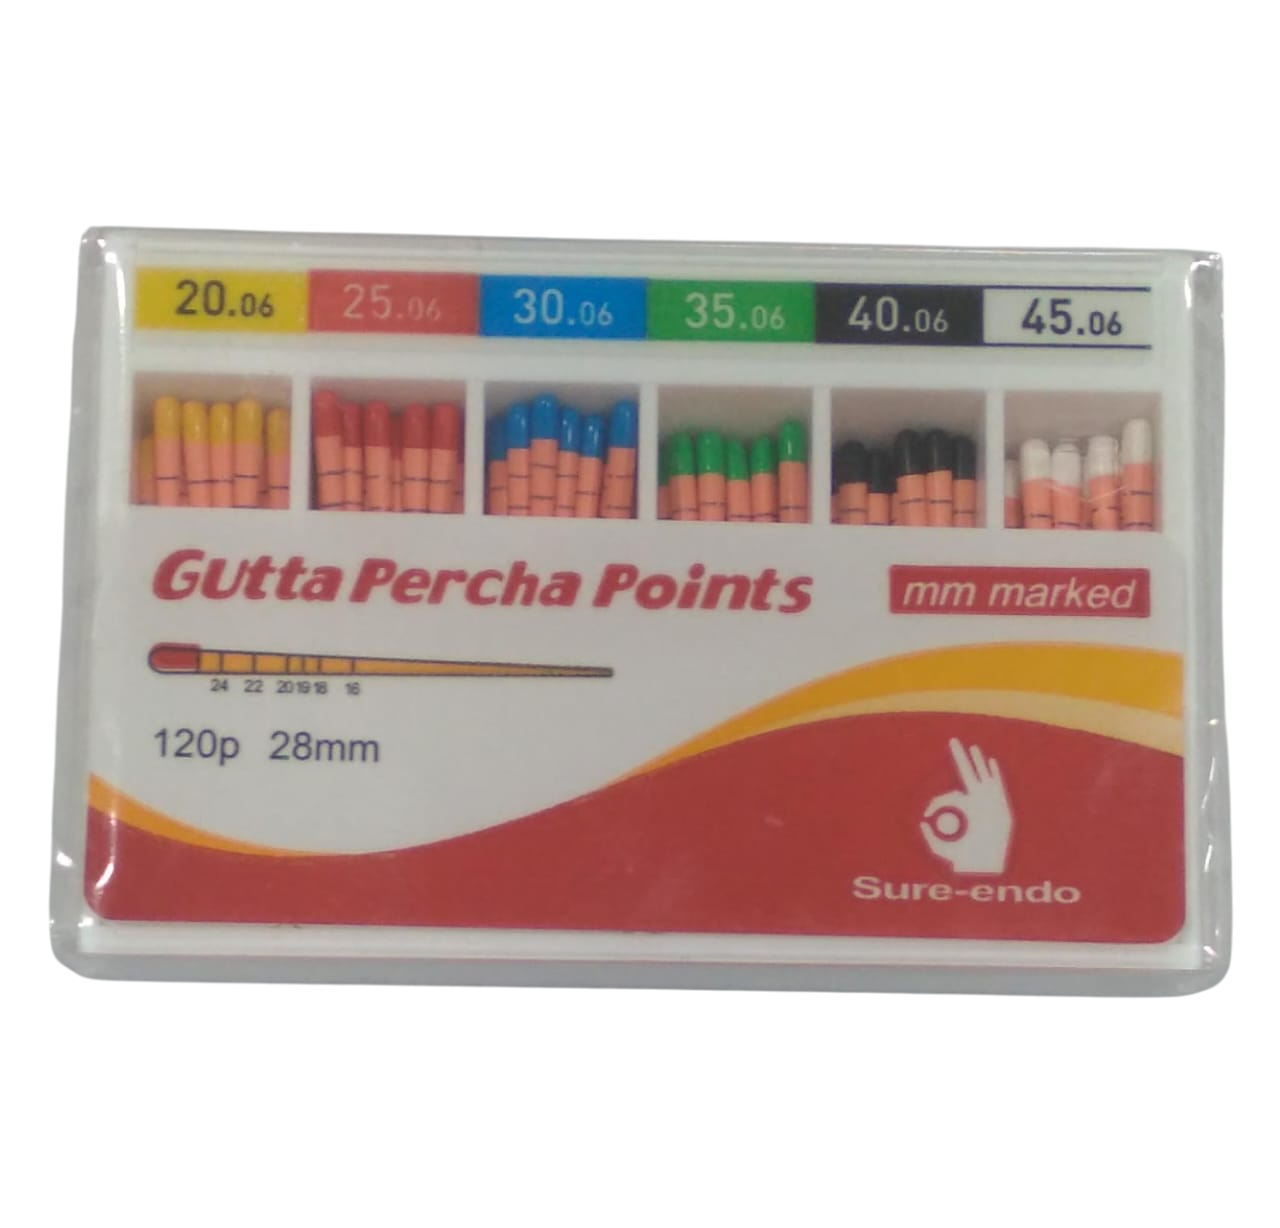 20.06 25.06 30.06 35.06 40.06 45.06
Gutta Percha Points mm marked
24 22 20 19 18 16
120p 28mm
Sure-endo